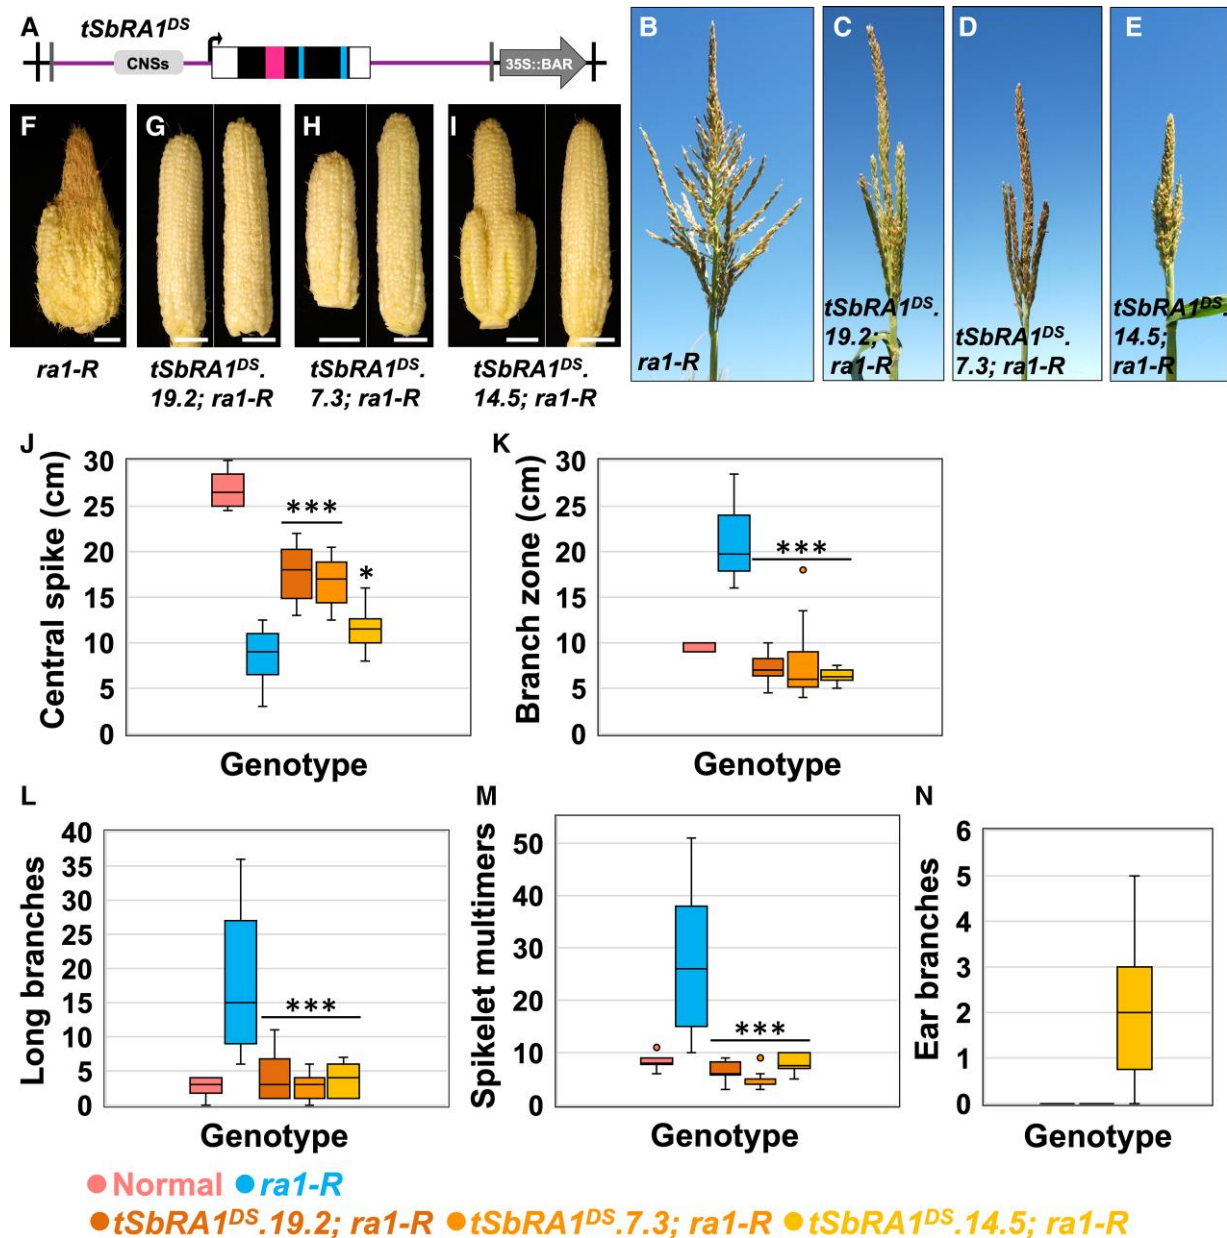 A
tSbRA1DS
CNSs
35S::BAR
B
ra1-R
C
tSbRA1DS.
19.2;
ra1-R
D
tSbRA1DS.
7.3; ra1-R
E
tSbRA1DS.
14.5;
ra1-R
F
ra1-R
G
tSbRA1DS.
19.2; ra1-R
H
tSbRA1DS.
7.3; ra1-R
I
tSbRA1DS.
14.5; ra1-R
J
Central spike (cm)
30
25
20
15
10
5
0
***
*
Genotype
K
Branch zone (cm)
30
25
20
15
10
5
0
***
Genotype
L
Long branches
40
35
30
25
20
15
10
5
0
***
Genotype
M
Spikelet multimers
50
40
30
20
10
0
***
Genotype
N
Ear branches
6
5
4
3
2
1
0
Genotype
Normal ra1-R
tSbRA1DS.19.2; ra1-R tSbRA1DS.7.3; ra1-R tSbRA1DS.14.5; ra1-R